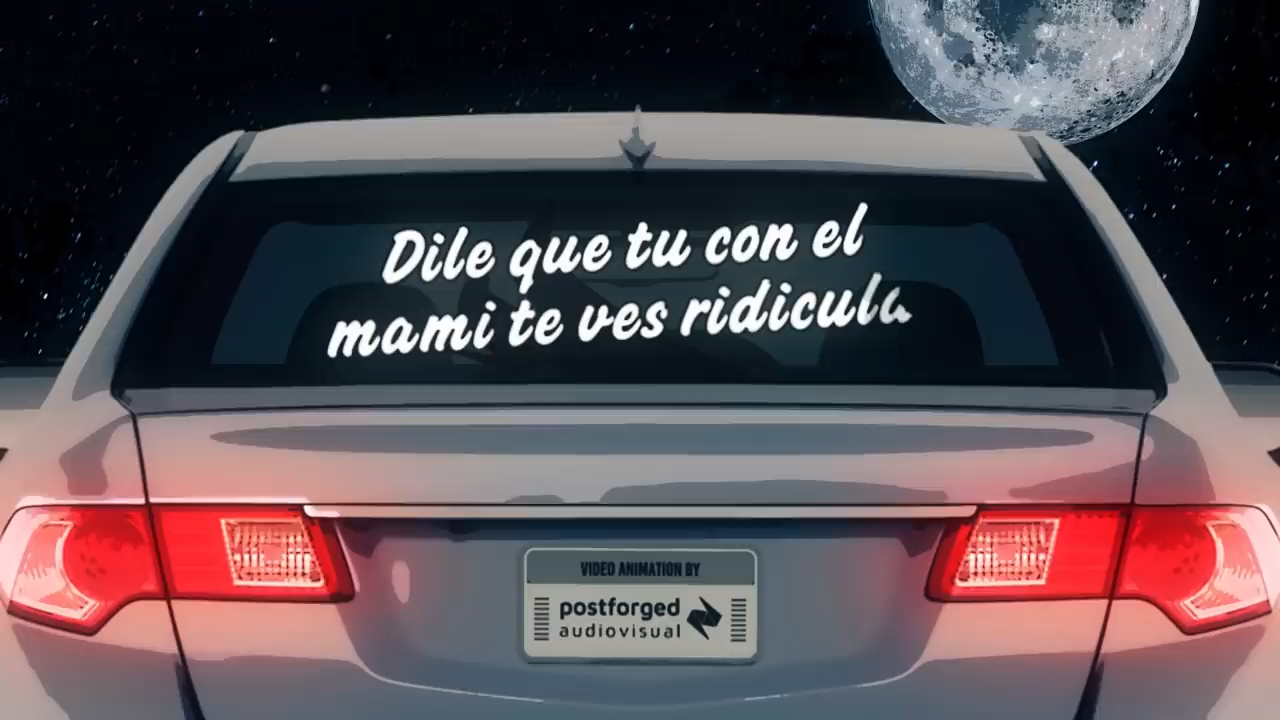 Dile que tu con el
mami te ves ridicula
VIDEO ANIMATION BY
postforged
audiovisual